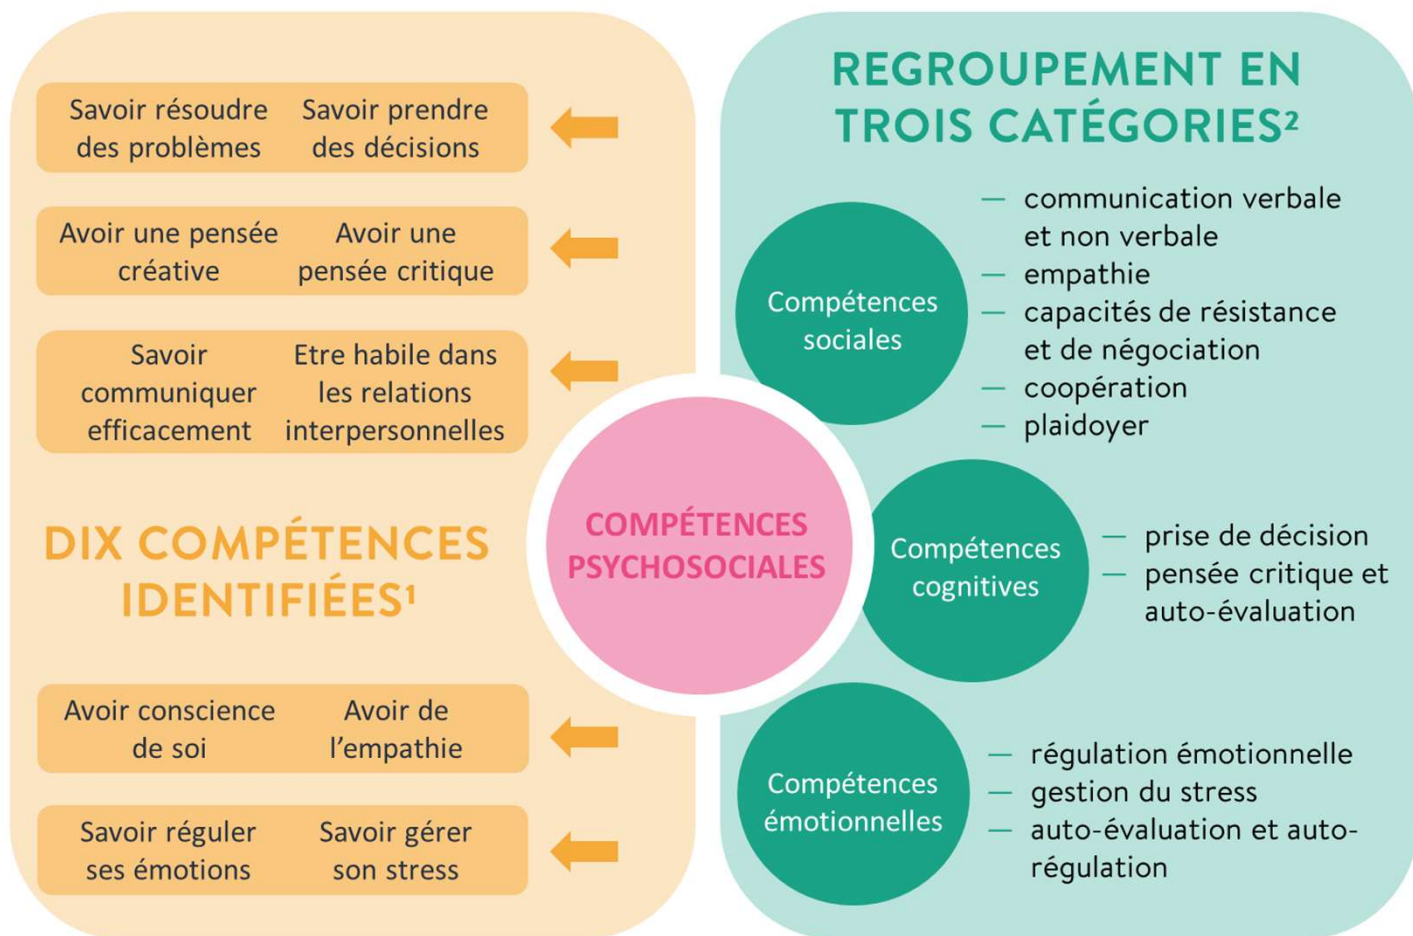 Savoir résoudre
des problèmes
Savoir prendre
des décisions
Avoir une pensée
créative
Avoir une
pensée critique
Savoir
communiquer
efficacement
Etre habile dans
les relations
interpersonnelles
DIX COMPÉTENCES
IDENTIFIÉES¹
Avoir conscience
de soi
Avoir de
l’empathie
Savoir réguler
ses émotions
Savoir gérer
son stress
COMPÉTENCES
PSYCHOSOCIALES
REGROUPEMENT EN
TROIS CATÉGORIES²
Compétences
sociales
— communication verbale
et non verbale
— empathie
— capacités de résistance
et de négociation
— coopération
— plaidoyer
Compétences
cognitives
— prise de décision
— pensée critique et
auto-évaluation
Compétences
émotionnelles
— régulation émotionnelle
— gestion du stress
— auto-évaluation et auto-
régulation